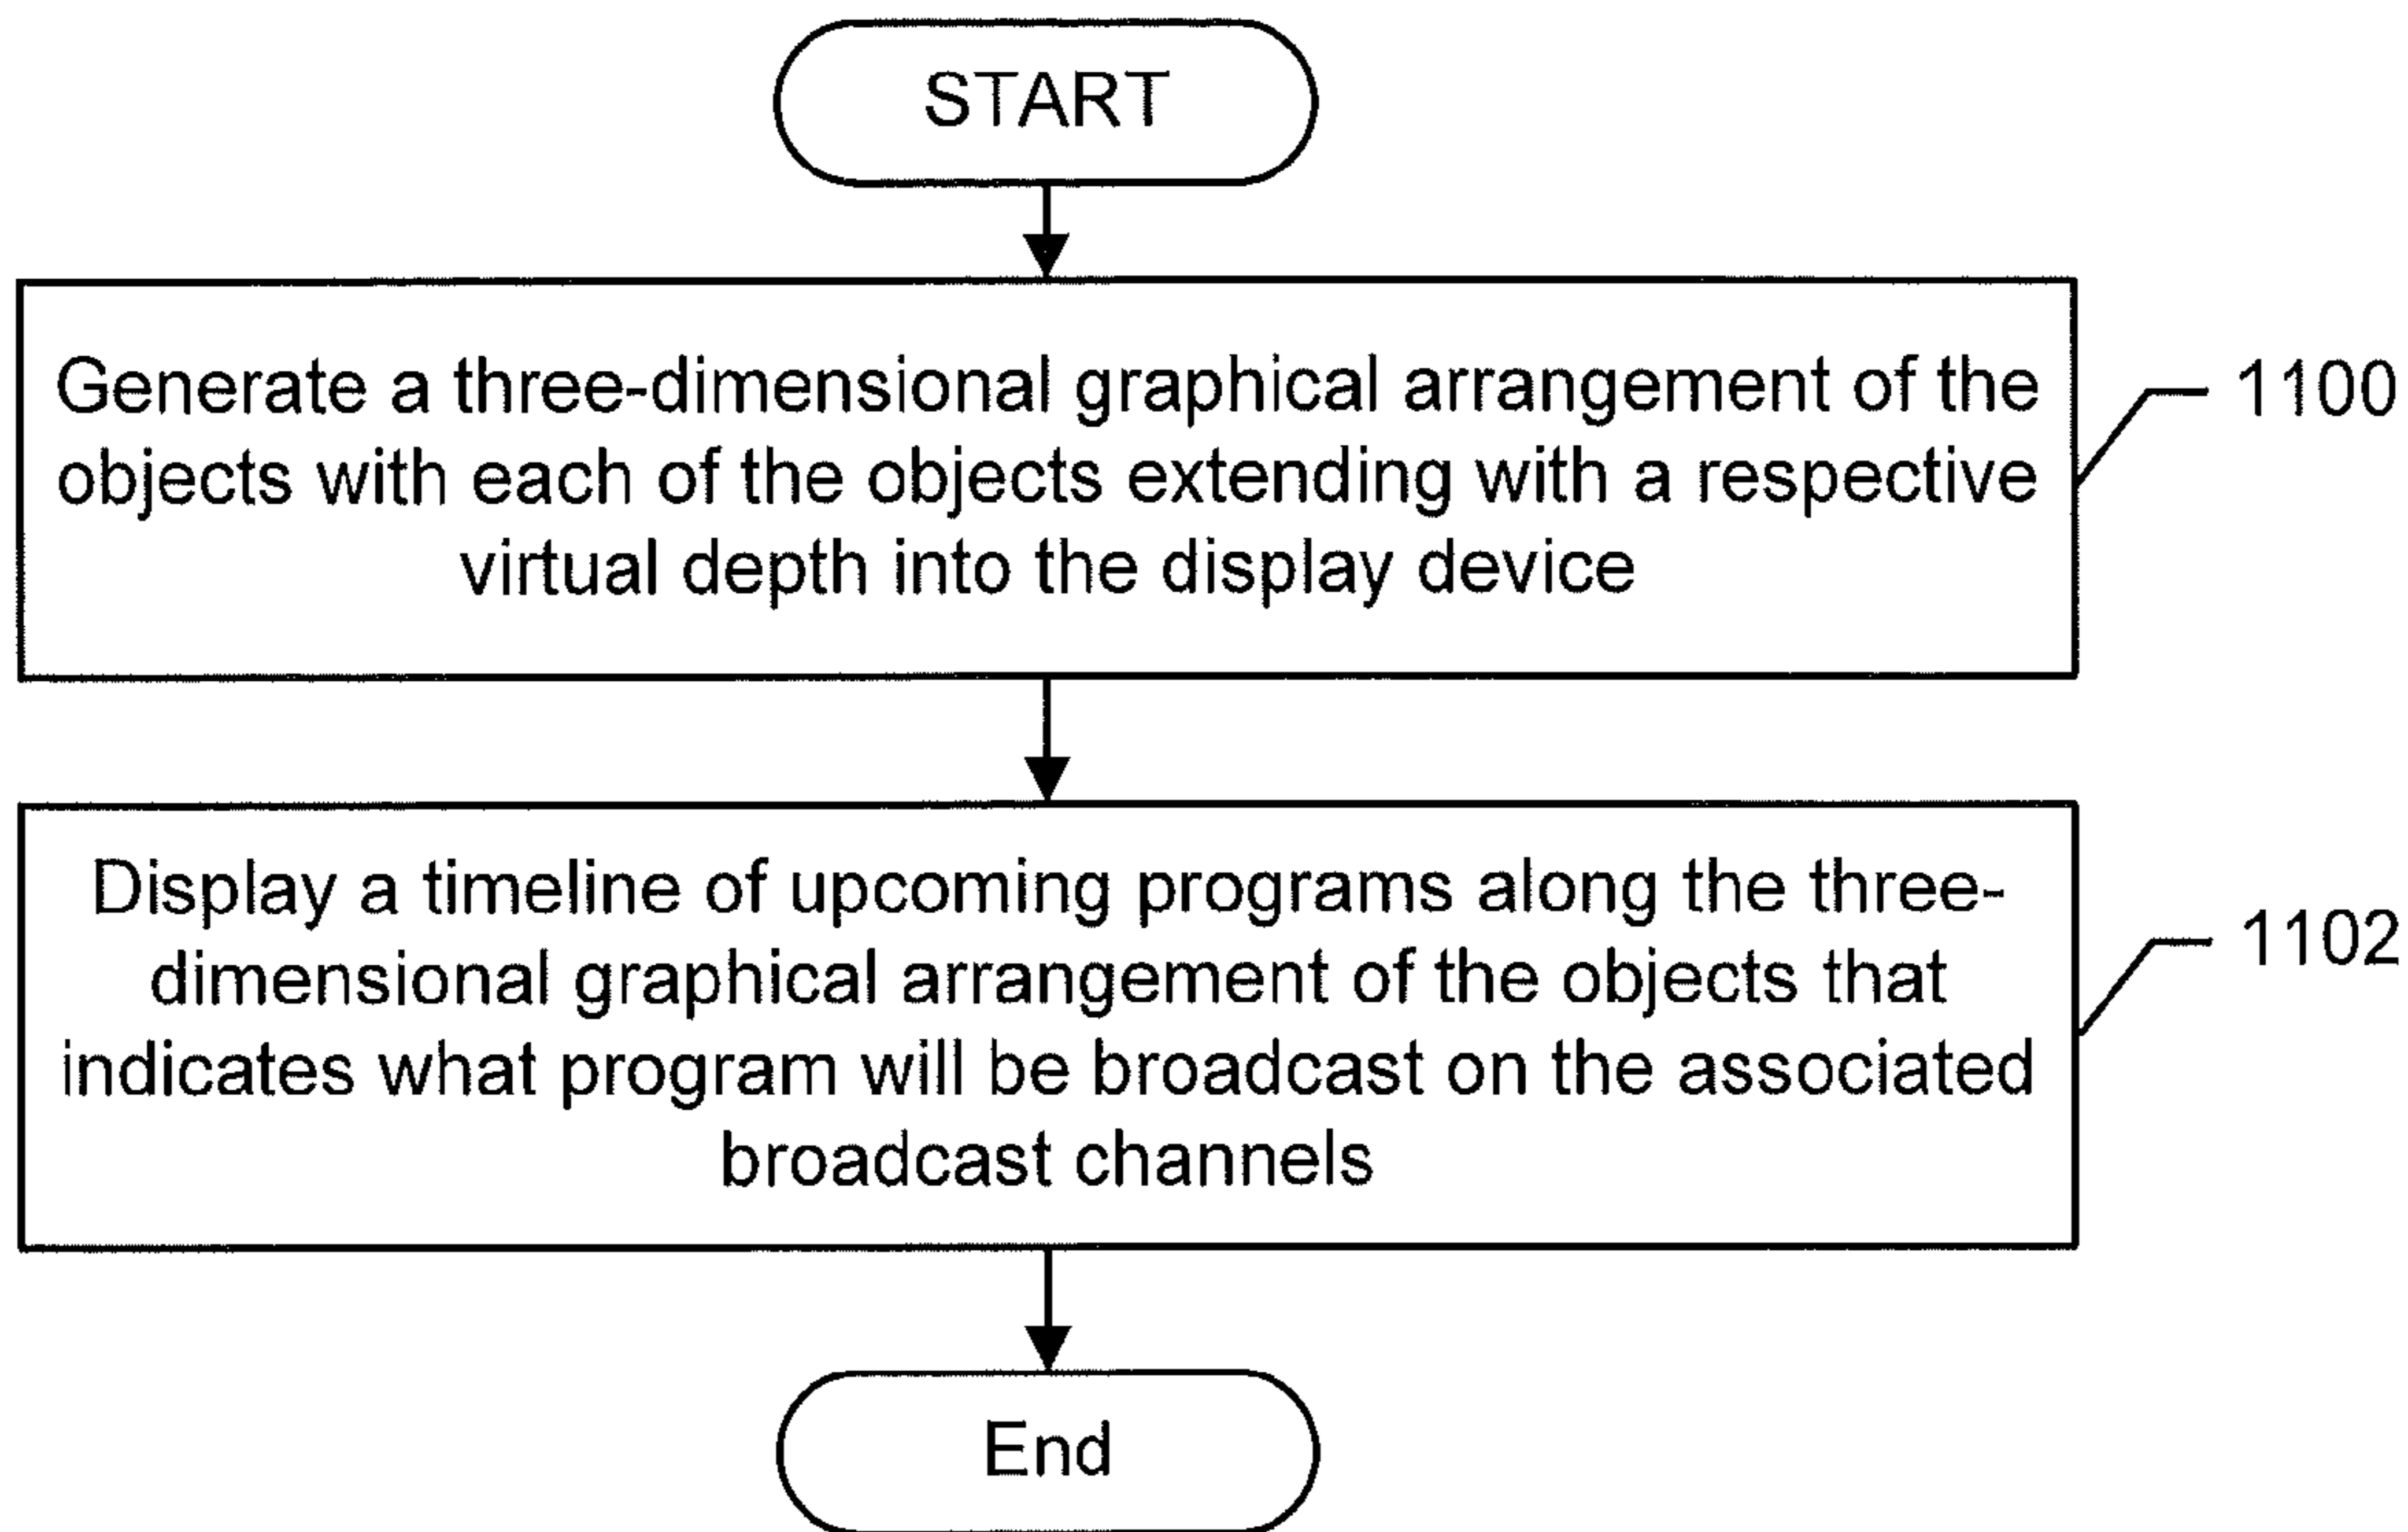 START
Generate a three-dimensional graphical arrangement of the
objects with each of the objects extending with a respective
virtual depth into the display device
1100
Display a timeline of upcoming programs along the three-
dimensional graphical arrangement of the objects that
indicates what program will be broadcast on the associated
broadcast channels
1102
End